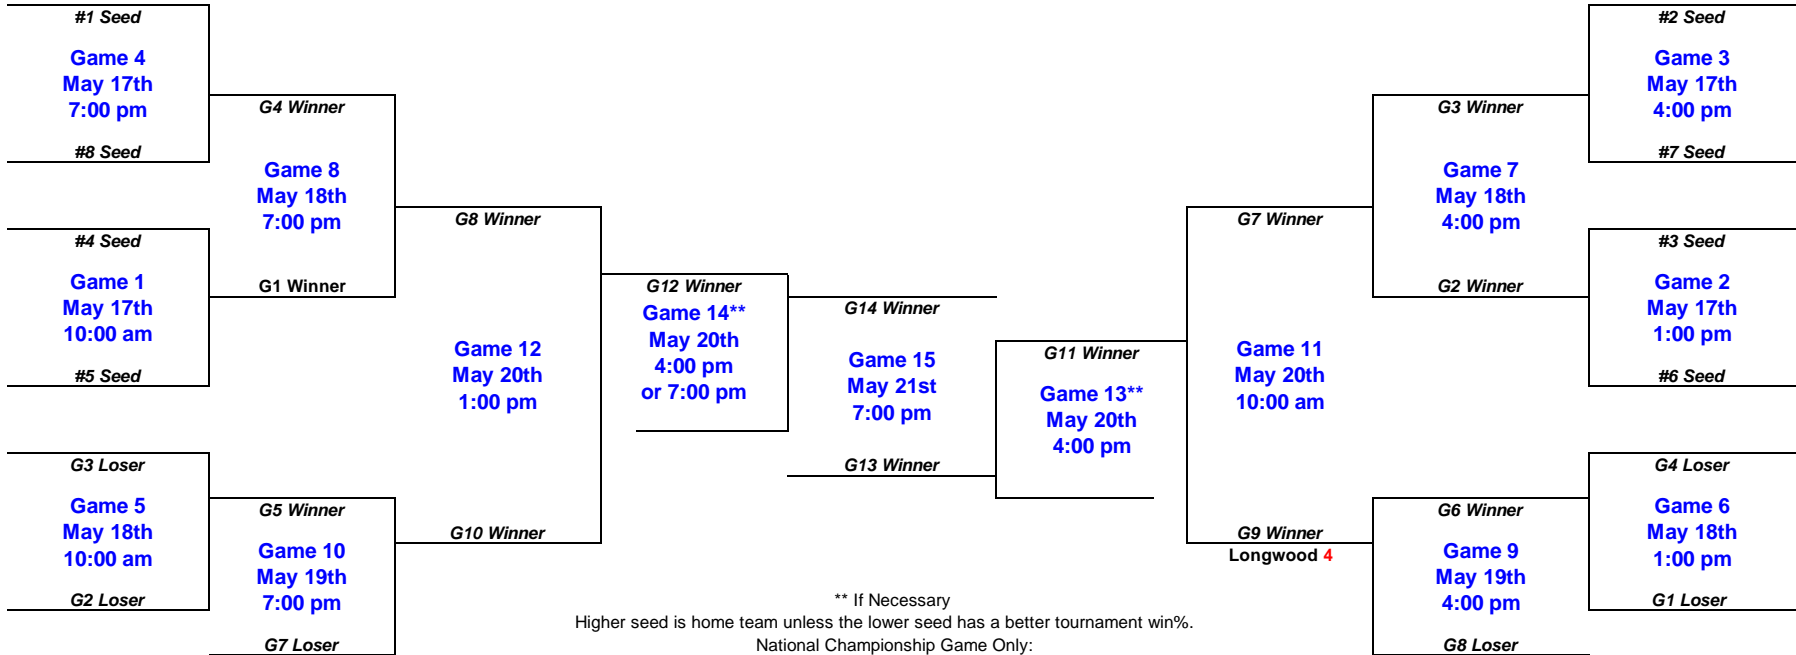 #1 Seed
Game 4
May 17th
7:00 pm
#8 Seed
#4 Seed
Game 1
May 17th
10:00 am
#5 Seed
G3 Loser
Game 5
May 18th
10:00 am
G2 Loser
G4 Winner
Game 8
May 18th
7:00 pm
G1 Winner
G5 Winner
Game 10
May 19th
7:00 pm
G7 Loser
G8 Winner
Game 12
May 20th
1:00 pm
G10 Winner
G12 Winner
Game 14**
May 20th
4:00 pm
or 7:00 pm
G14 Winner
Game 15
May 21st
7:00 pm
G13 Winner
G11 Winner
Game 13**
May 20th
4:00 pm
G7 Winner
Game 11
May 20th
10:00 am
G9 Winner
Longwood 4
G3 Winner
Game 7
May 18th
4:00 pm
G2 Winner
G6 Winner
Game 9
May 19th
4:00 pm
G8 Loser
#2 Seed
Game 3
May 17th
4:00 pm
#7 Seed
#3 Seed
Game 2
May 17th
1:00 pm
#6 Seed
G4 Loser
Game 6
May 18th
1:00 pm
G1 Loser
** If Necessary
Higher seed is home team unless the lower seed has a better tournament win%.
National Championship Game Only: